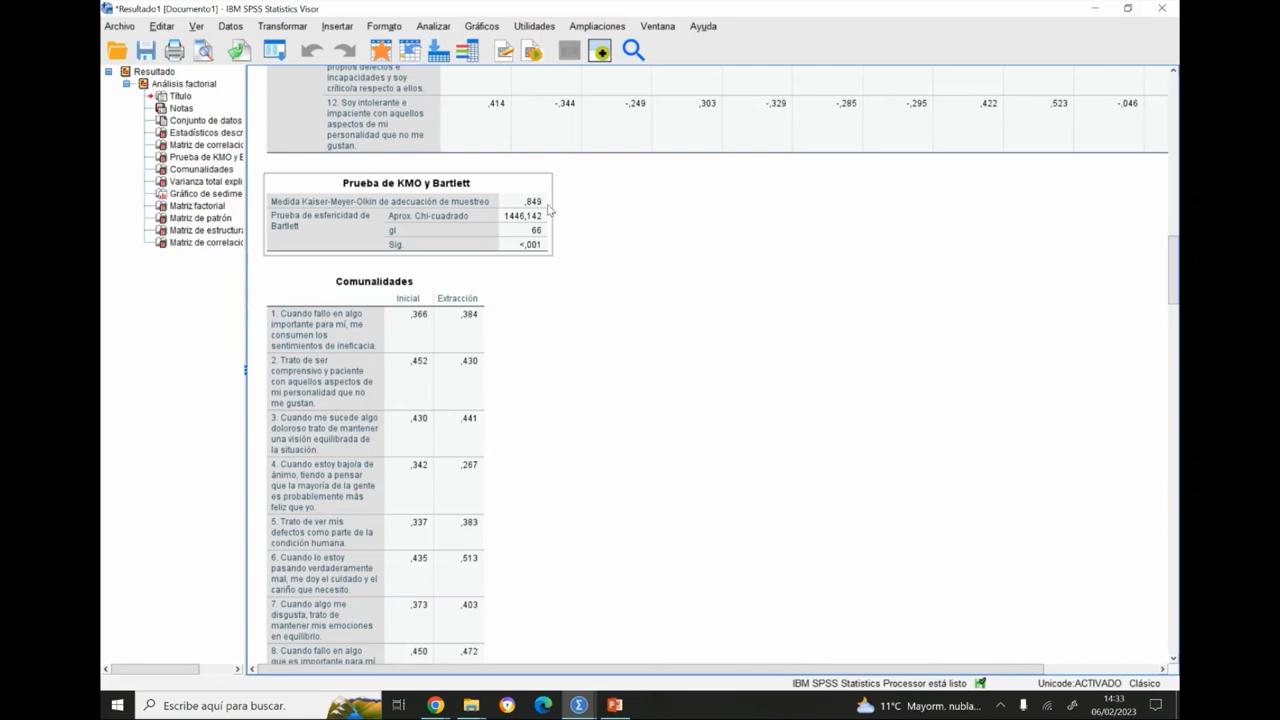 *Resultado1 [Documento1] - IBM SPSS Statistics Visor
Archivo Editar Ver Datos Transformar Insertar Formato Analizar Gráficos Utilidades Ampliaciones Ventana Ayuda
Resultado
Análisis factorial
Título
Notas
Conjunto de datos
Estadísticos descr
Matriz de correlacio
Prueba de KMO y E
Comunalidades
Varianza total expli
Gráfico de sedime
Matriz factorial
Matriz de patrón
Matriz de estructura
Matriz de correlacio
propios defectos e
incapacidades y soy
crítico/a respecto a ellos.
12. Soy intolerante e ,414 -,344 -,249 ,303 -,329 -,285 -,295 ,422 ,523 -,046
impaciente con aquellos
aspectos de mi
personalidad que no me
gustan.
Prueba de KMO y Bartlett
Medida Kaiser-Meyer-Olkin de adecuación de muestreo ,849
Prueba de esfericidad de Aprox. Chi-cuadrado 1446,142
Bartlett
gl 66
Sig. <,001
Comunalidades
Inicial Extracción
1. Cuando fallo en algo ,366 ,384
importante para mí, me
consumen los
sentimientos de ineficacia.
2. Trato de ser ,452 ,430
comprensivo y paciente
con aquellos aspectos de
mi personalidad que no
me gustan.
3. Cuando me sucede algo ,430 ,441
doloroso trato de mantener
una visión equilibrada de
la situación.
4. Cuando estoy bajo/a de ,342 ,267
ánimo, tiendo a pensar
que la mayoría de la gente
es probablemente más
feliz que yo.
5. Trato de ver mis ,337 ,383
defectos como parte de la
condición humana.
6. Cuando lo estoy ,435 ,513
pasando verdaderamente
mal, me doy el cuidado y el
cariño que necesito.
7. Cuando algo me ,373 ,403
disgusta, trato de
mantener mis emociones
en equilibrio.
8. Cuando fallo en algo ,450 ,472
que es importante para mí
IBM SPSS Statistics Processor está listo Unicode:ACTIVADO Clásico
Escribe aquí para buscar. 11°C Mayorm. nubla... 14:33
06/02/2023